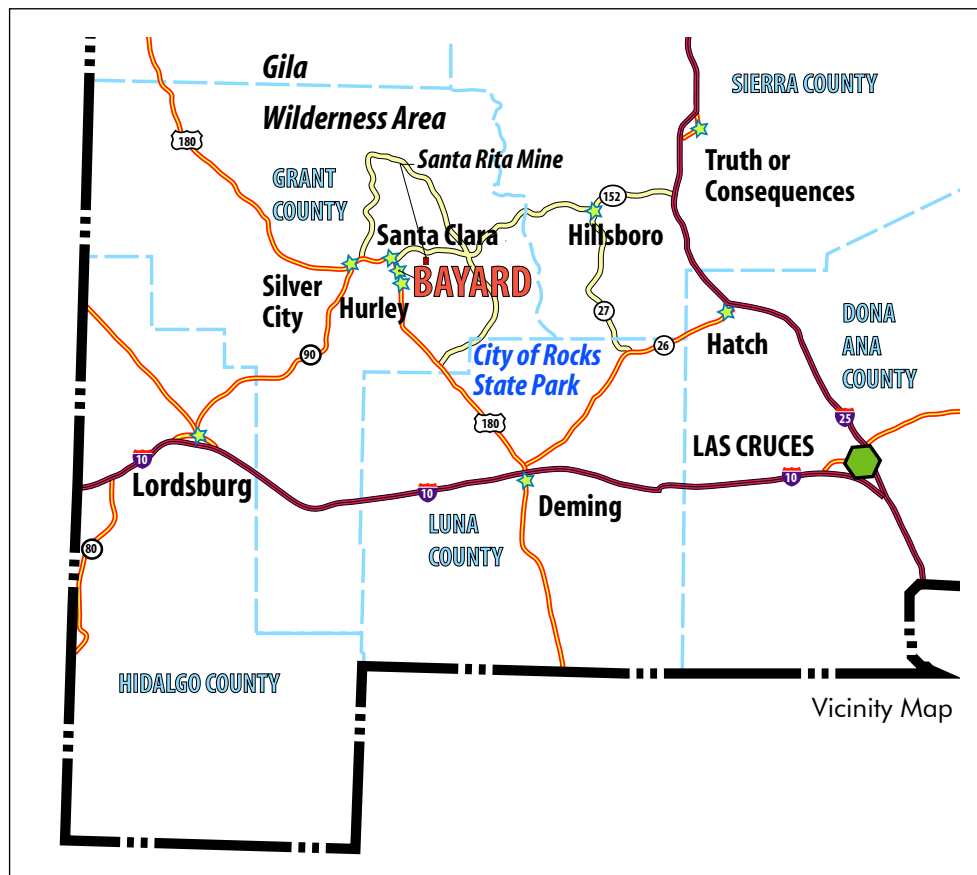 Gila
Wilderness Area
SIERRA COUNTY
180
Santa Rita Mine
Truth or
Consequences
GRANT
COUNTY
152
Santa Clara
Hillsboro
BAYARD
Silver
City
Hurley
27
DONA
ANA
COUNTY
Hatch
26
90
City of Rocks
State Park
180
25
LAS CRUCES
10
10
10
Lordsburg
Deming
LUNA
COUNTY
80
HIDALGO COUNTY
Vicinity Map